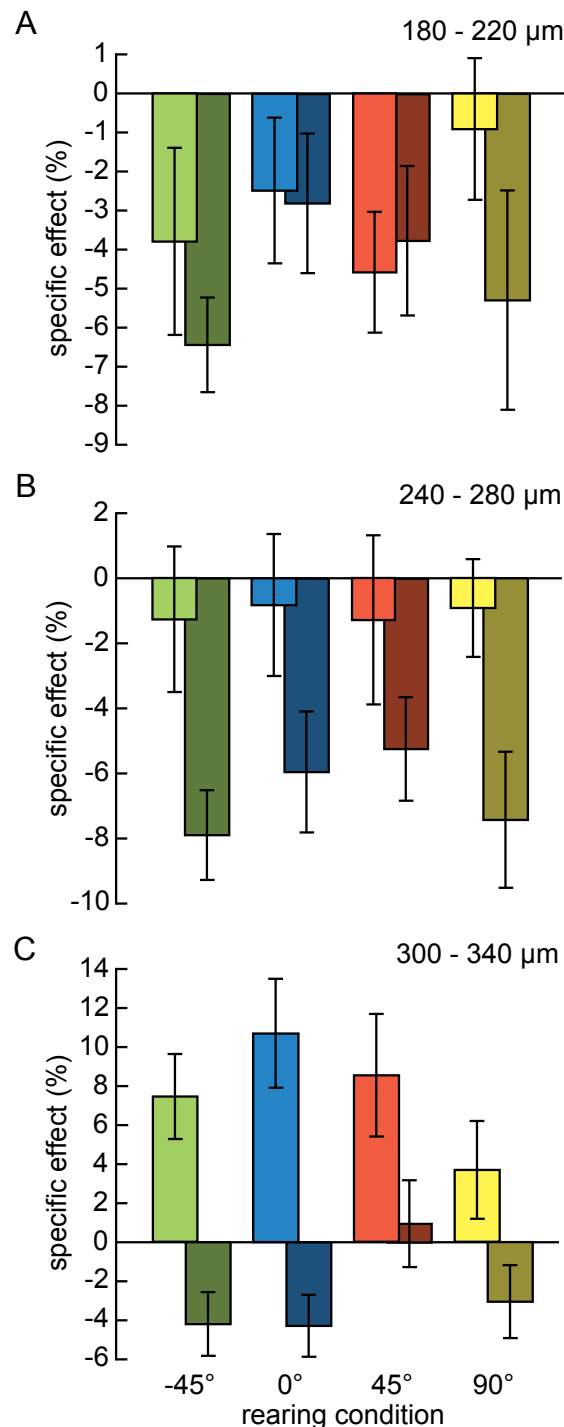 A
180 - 220 µm
1
0
-1
-2
-3
-4
-5
-6
-7
-8
-9
specific effect (%)
B
240 - 280 µm
2
0
-2
-4
-6
-8
-10
specific effect (%)
C
300 - 340 µm
14
12
10
8
6
4
2
0
-2
-4
-6
specific effect (%)
-45° 0° 45° 90°
rearing condition